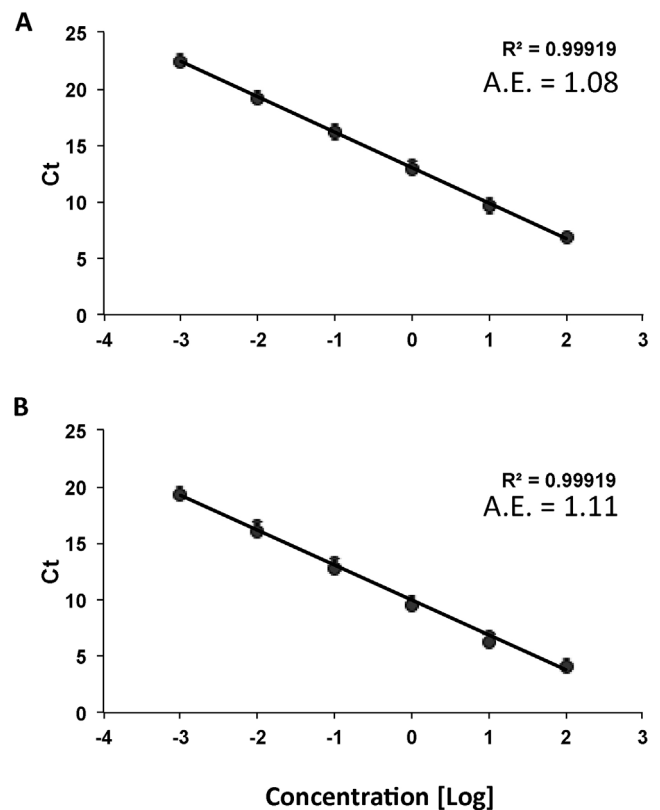 A
R² = 0.99919
A.E. = 1.08
25
20
15
10
5
0
Ct
-4 -3 -2 -1 0 1 2 3
B
R² = 0.99919
A.E. = 1.11
25
20
15
10
5
0
Ct
-4 -3 -2 -1 0 1 2 3
Concentration [Log]